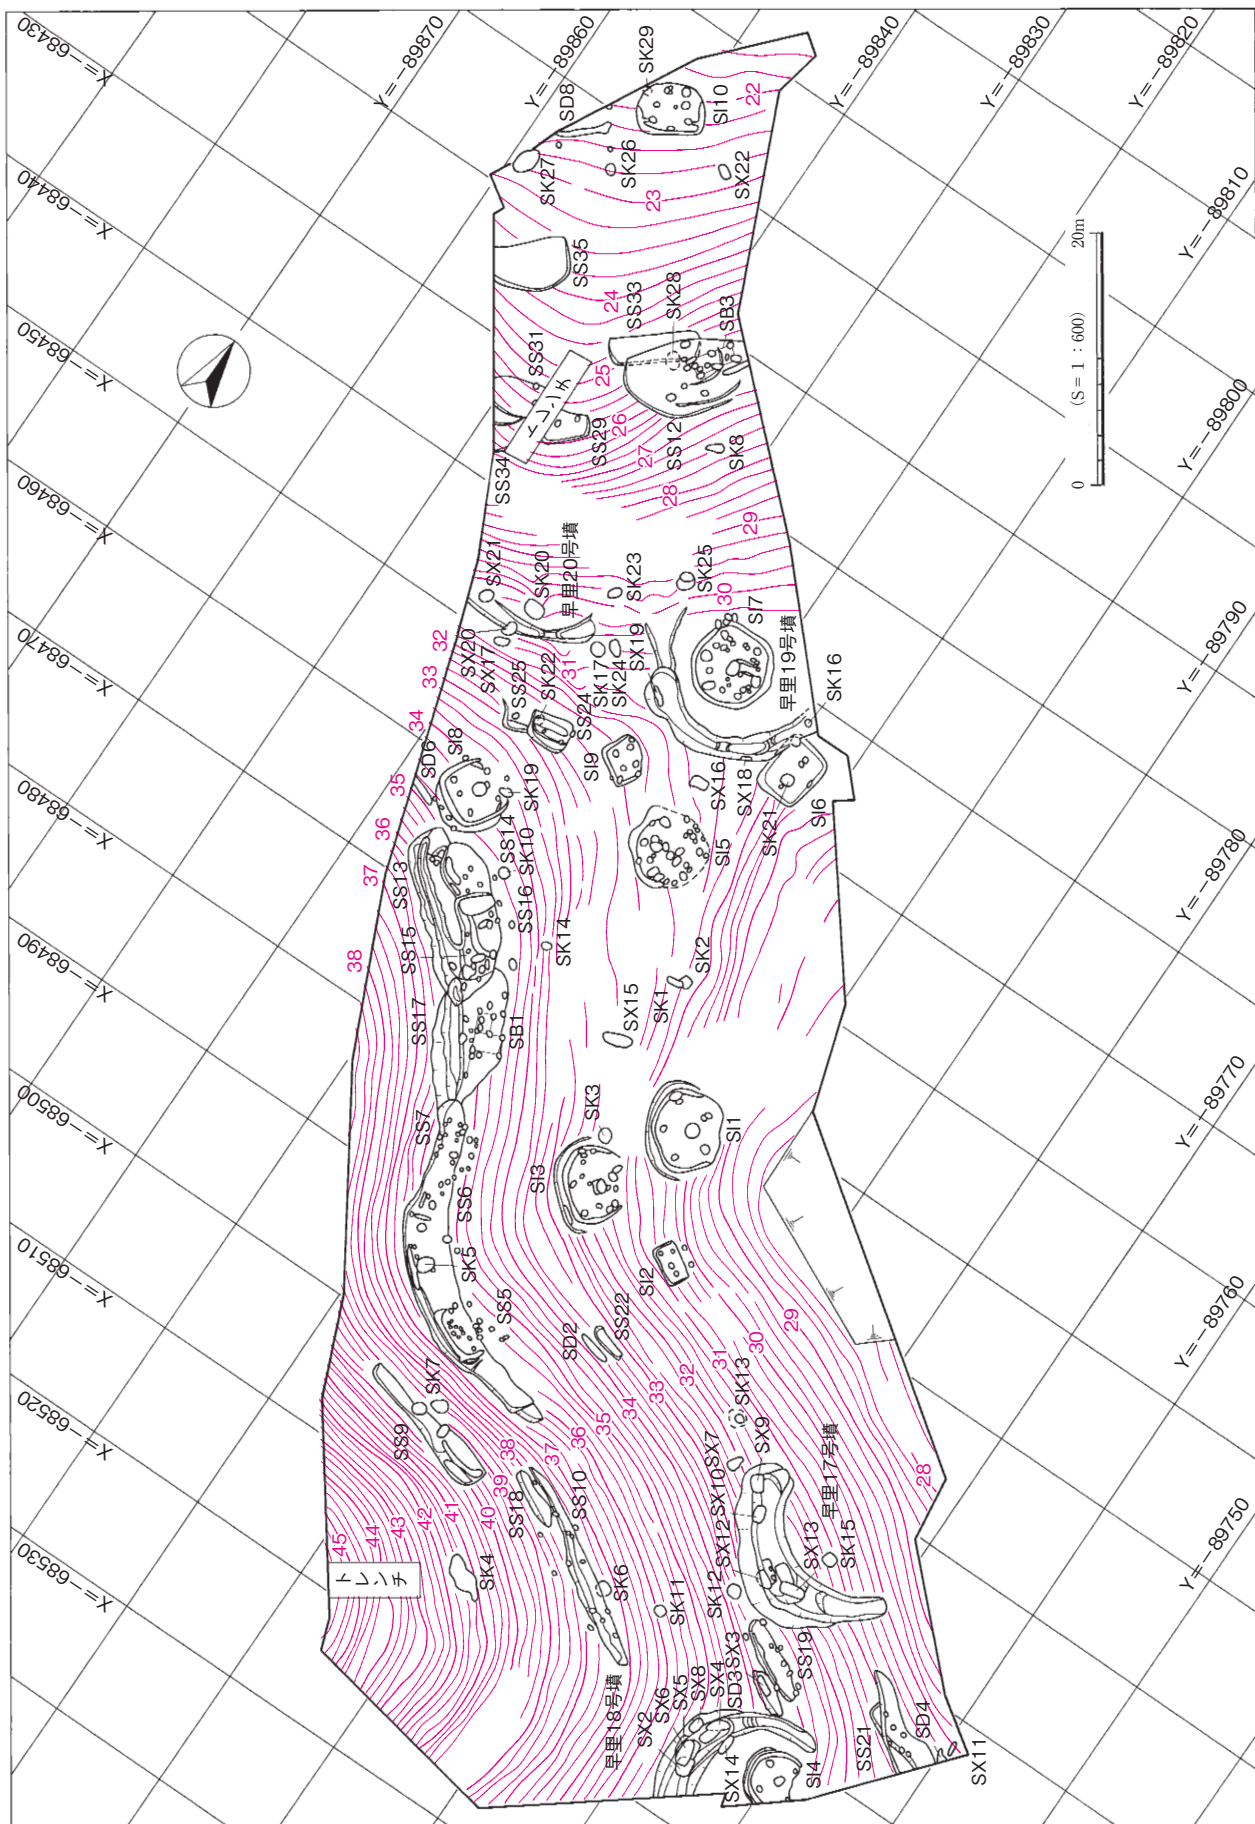 X=-68430
X=-68440
X=-68450
X=-68460
X=-68470
X=-68480
X=-68490
X=-68500
X=-68510
X=-68520
X=-68530
Y=-89870
Y=-89860
Y=-89840
Y=-89830
Y=-89820
Y=-89810
Y=-89800
Y=-89790
Y=-89780
Y=-89770
Y=-89760
Y=-89750
0 (S=1:600) 20m
SK29
SD8
SI10
22
SK27
SK26
SX22
23
SS35
24
SS33
SK28
SB3
SS31
トレンチ
25
26
SS29
27
SS12
SK8
SS34
28
29
SX21
SK20
早里20号墳
SK23
SK25
30
SI7
32
SX20
SX17
SS25
SK22
31
SK17
SK24
SX19
早里19号墳
SK16
33
34
SS24
SI9
SD6
SI8
SK19
SX16
SX18
SK21
SI6
35
36
SS14
SK10
SI5
37
SS13
SS16
SS15
SK14
38
SK2
SK1
SX15
SS17
SB1
SS7
SK3
SI1
SI3
SS6
SK5
SI2
SS5
SD2
SS22
29
30
31
32
33
34
35
36
37
38
39
40
41
42
43
44
45
SK7
SS9
SK13
SX9
SX7
SX10
SX12
早里17号墳
28
SS18
SS10
SX13
SK15
SK4
トレンチ
SK6
SK11
SK12
SX3
SS19
SD3
SX4
SX8
SX5
SX6
SX2
早里18号墳
SX14
SI4
SS21
SD4
SX11